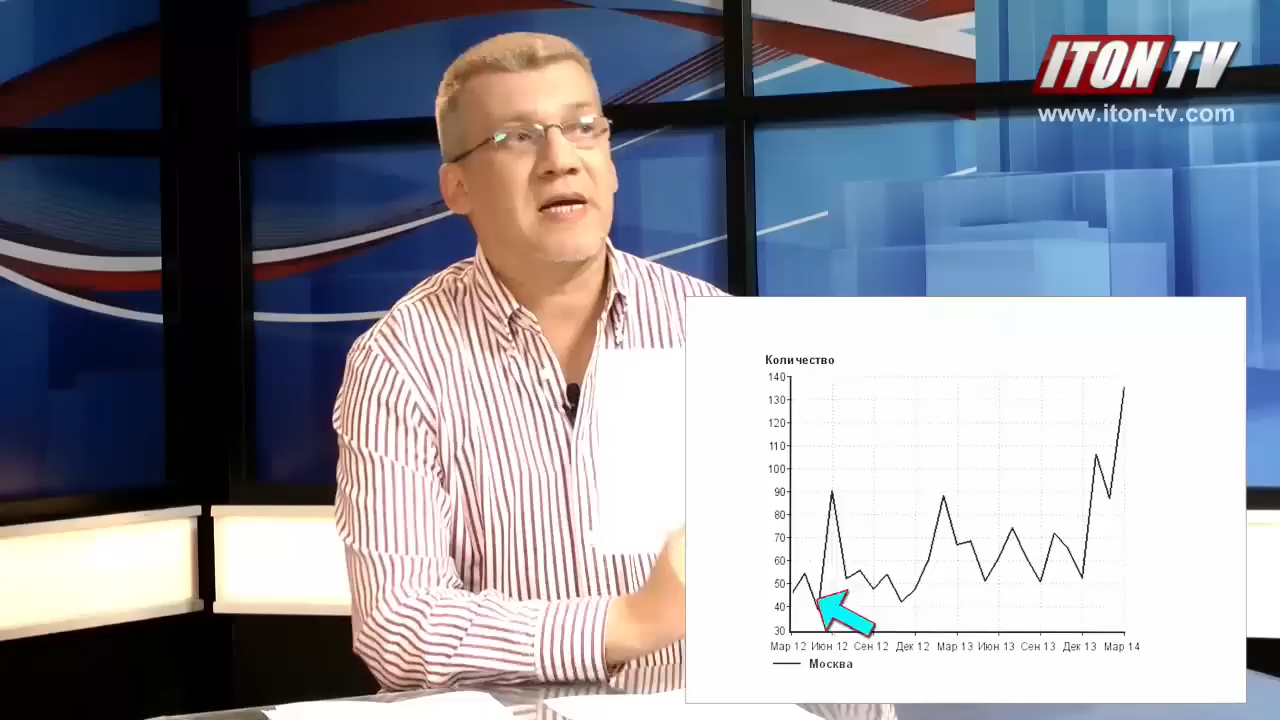 ITON TV
www.iton-tv.com
Количество
140
130
120
110
100
90
80
70
60
50
40
30
Мар 12 Июн 12 Сен 12 Дек 12 Мар 13 Июн 13 Сен 13 Дек 13 Мар 14
Москва